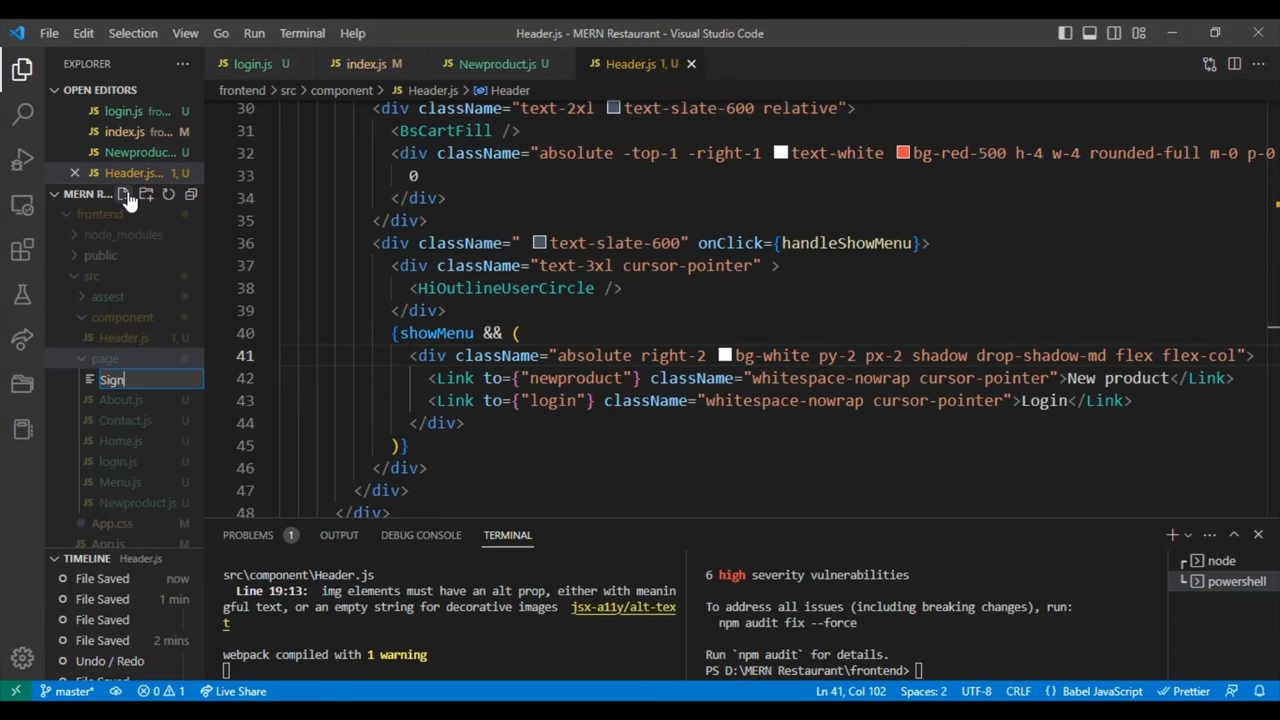 File Edit Selection View Go Run Terminal Help
Header.js - MERN Restaurant - Visual Studio Code
EXPLORER
OPEN EDITORS
login.js fro... U
index.js fro... M
Newproduc... U
Header.js... 1, U
MERN R...
frontend
node_modules
public
src
assest
component
Header.js 1, U
page
Sign
About.js U
Contact.js U
Home.js U
login.js U
Menu.js U
Newproduct.js U
App.css M
App.js M
TIMELINE Header.js
File Saved now
File Saved 1 min
File Saved
File Saved 2 mins
Undo / Redo
login.js U
index.js M
Newproduct.js U
Header.js 1, U
frontend > src > component > JS Header.js > Header
30 <div className="text-2xl text-slate-600 relative">
31 <BsCartFill />
32 <div className="absolute -top-1 -right-1 text-white bg-red-500 h-4 w-4 rounded-full m-0 p-0
33 0
34 </div>
35 </div>
36 <div className=" text-slate-600" onClick={handleShowMenu}>
37 <div className="text-3xl cursor-pointer" >
38 <HiOutlineUserCircle />
39 </div>
40 {showMenu && (
41 <div className="absolute right-2 bg-white py-2 px-2 shadow drop-shadow-md flex flex-col">
42 <Link to={"newproduct"} className="whitespace-nowrap cursor-pointer">New product</Link>
43 <Link to={"login"} className="whitespace-nowrap cursor-pointer">Login</Link>
44 </div>
45 )}
46 </div>
47 </div>
48 </div>
PROBLEMS 1 OUTPUT DEBUG CONSOLE TERMINAL
src\component\Header.js
Line 19:13: img elements must have an alt prop, either with meanin
gful text, or an empty string for decorative images jsx-a11y/alt-tex
t
webpack compiled with 1 warning
6 high severity vulnerabilities
To address all issues (including breaking changes), run:
npm audit fix --force
Run `npm audit` for details.
PS D:\MERN Restaurant\frontend>
node
powershell
master* 0 1 Live Share
Ln 41, Col 102 Spaces: 2 UTF-8 CRLF {} Babel JavaScript Prettier